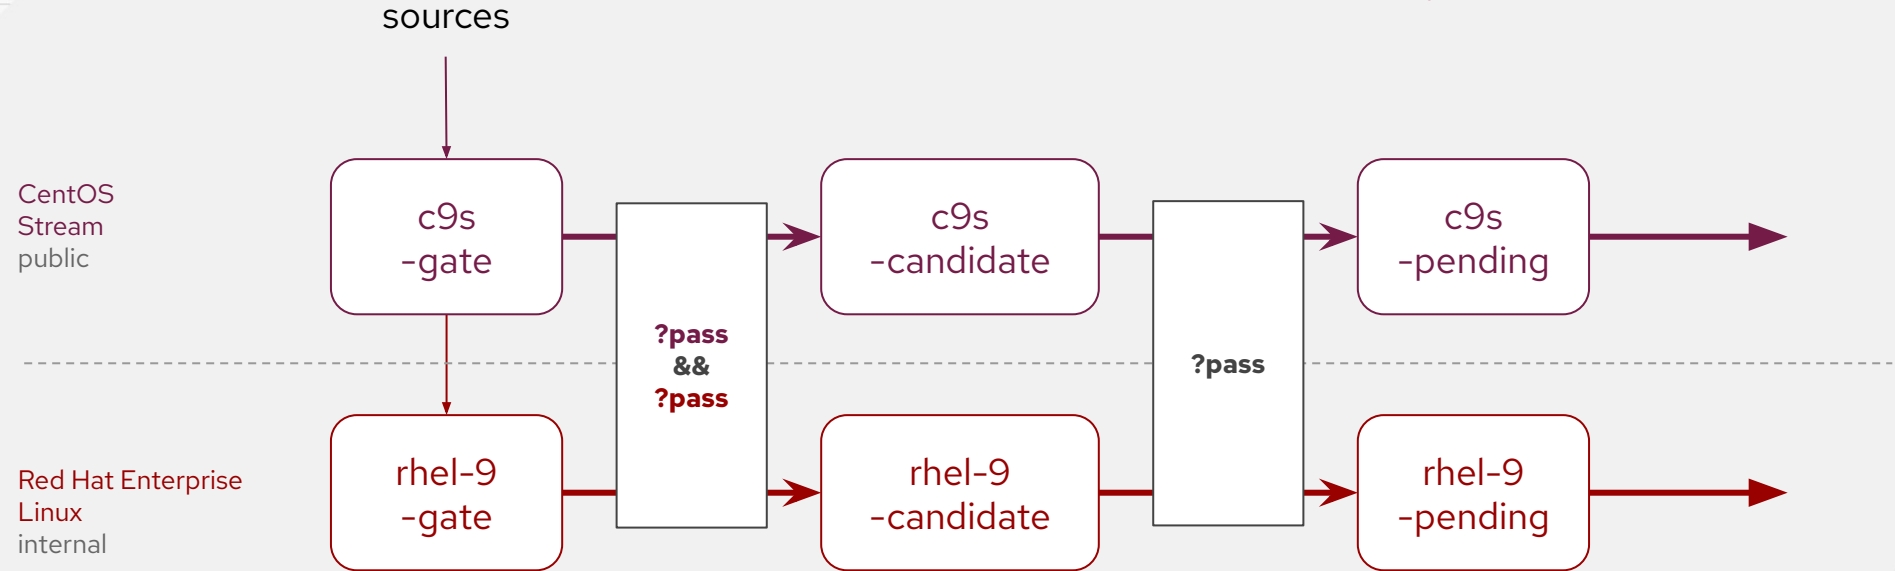 sources
CentOS
Stream
public
c9s
-gate
c9s
-candidate
c9s
-pending
?pass
&&
?pass
?pass
Red Hat Enterprise
Linux
internal
rhel-9
-gate
rhel-9
-candidate
rhel-9
-pending